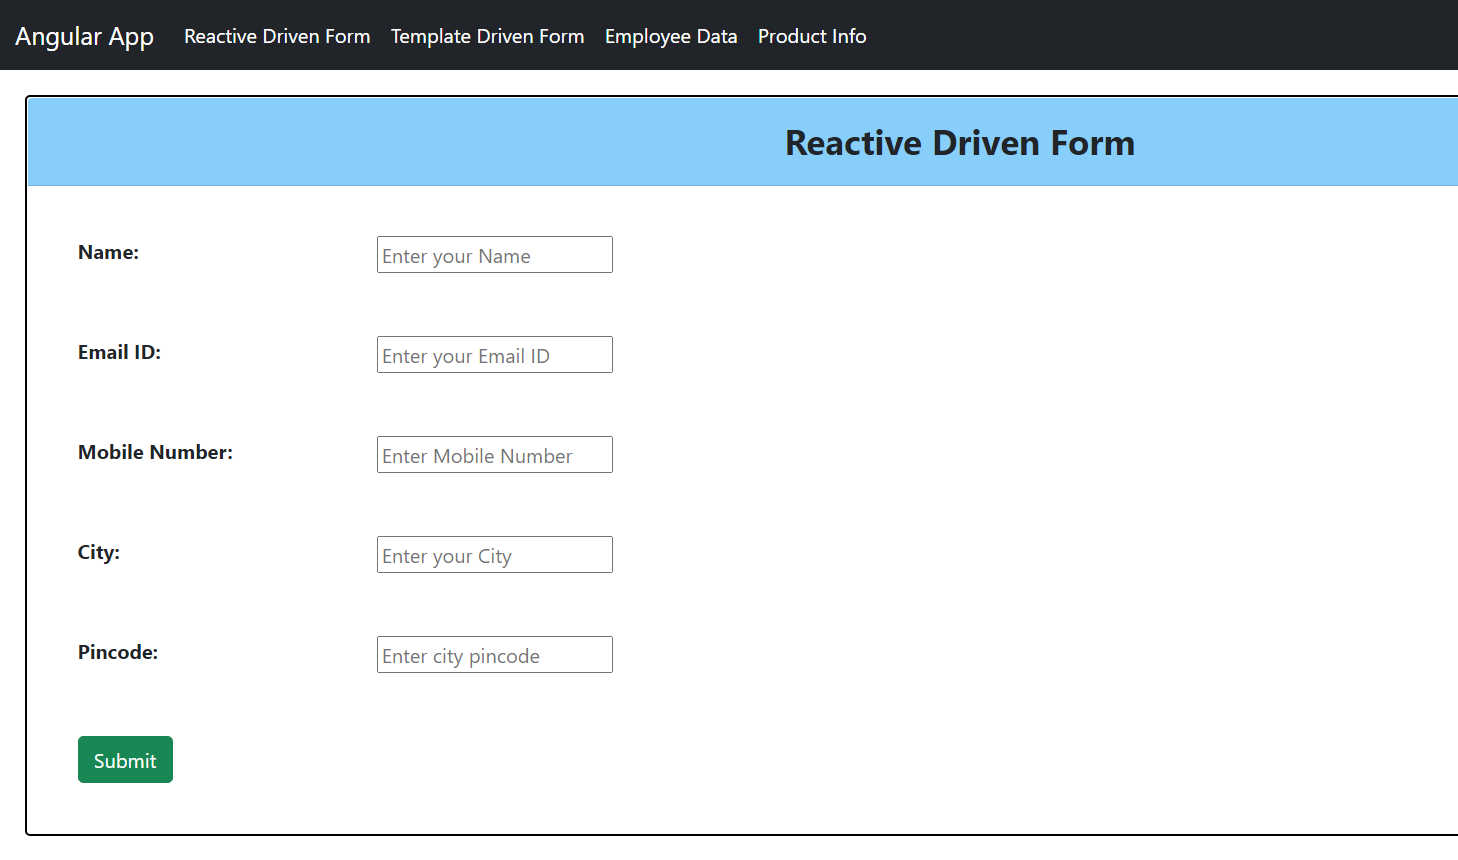 Angular App Reactive Driven Form Template Driven Form Employee Data Product Info
Reactive Driven Form
Name: Enter your Name
Email ID: Enter your Email ID
Mobile Number: Enter Mobile Number
City: Enter your City
Pincode: Enter city pincode
Submit